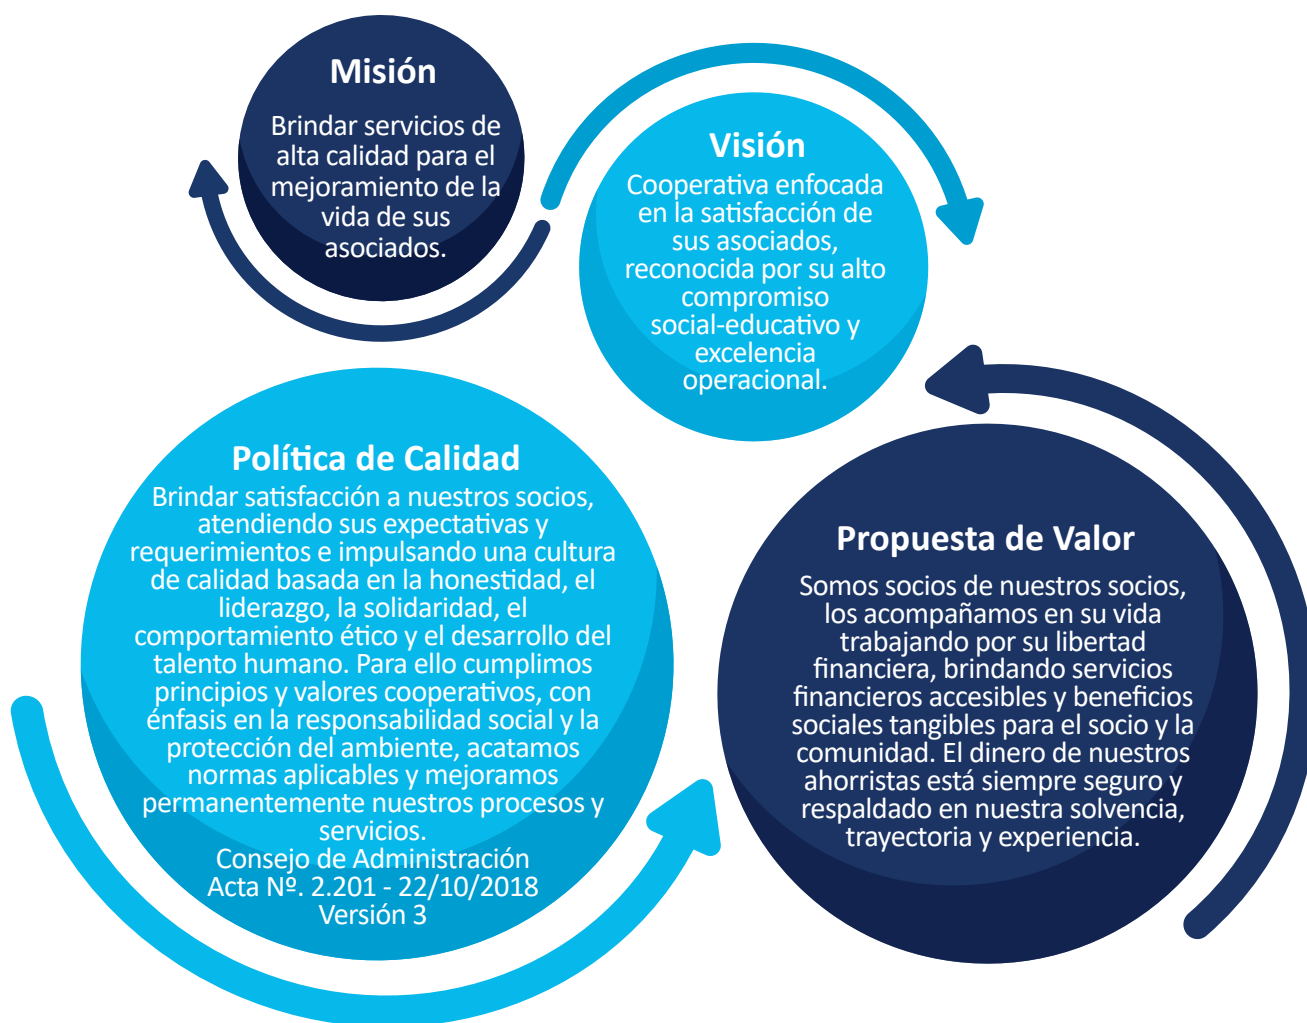 Misión
Brindar servicios de
alta calidad para el
mejoramiento de la
vida de sus
asociados.
Visión
Cooperativa enfocada
en la satisfacción de
sus asociados,
reconocida por su alto
compromiso
social-educativo y
excelencia
operacional.
Política de Calidad
Brindar satisfacción a nuestros socios,
atendiendo sus expectativas y
requerimientos e impulsando una cultura
de calidad basada en la honestidad, el
liderazgo, la solidaridad, el
comportamiento ético y el desarrollo del
talento humano. Para ello cumplimos
principios y valores cooperativos, con
énfasis en la responsabilidad social y la
protección del ambiente, acatamos
normas aplicables y mejoramos
permanentemente nuestros procesos y
servicios.
Consejo de Administración
Acta Nº. 2.201 - 22/10/2018
Versión 3
Propuesta de Valor
Somos socios de nuestros socios,
los acompañamos en su vida
trabajando por su libertad
financiera, brindando servicios
financieros accesibles y beneficios
sociales tangibles para el socio y la
comunidad. El dinero de nuestros
ahorristas está siempre seguro y
respaldado en nuestra solvencia,
trayectoria y experiencia.